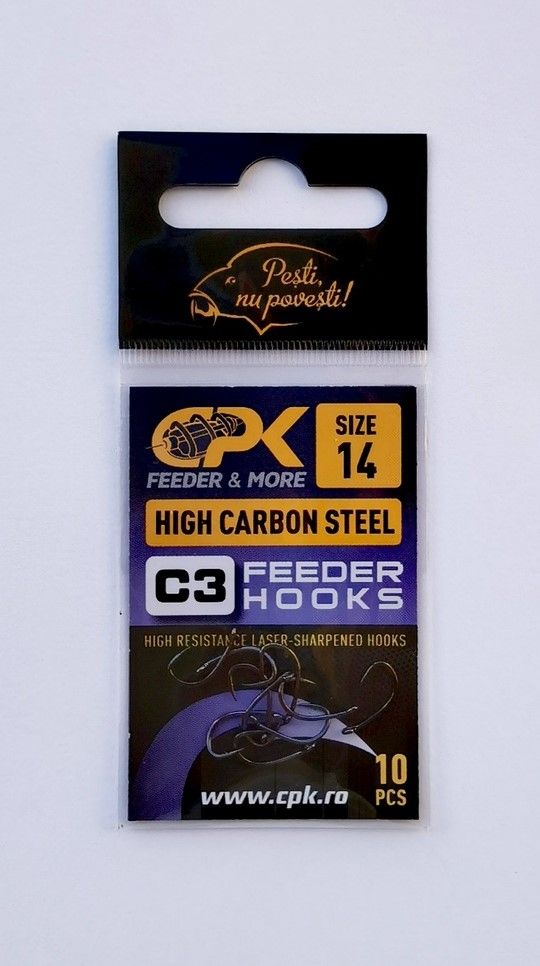 Pești,
nu povești!
CPK
FEEDER & MORE
SIZE
14
HIGH CARBON STEEL
C3
FEEDER
HOOKS
HIGH RESISTANCE LASER-SHARPENED HOOKS
10
PCS
www.cpk.ro